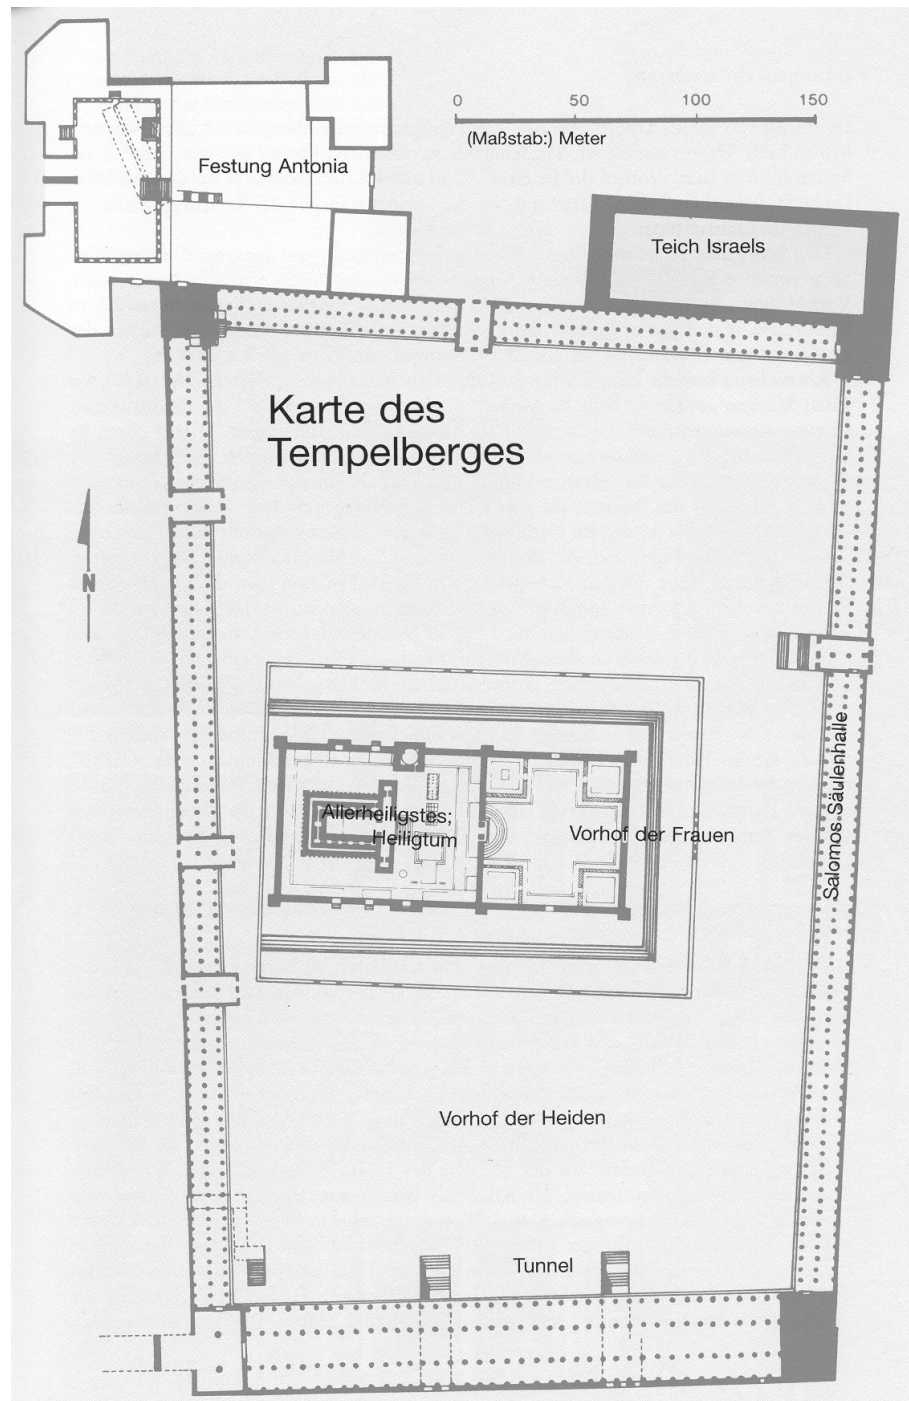 0 50 100 150
(Maßstab:) Meter
Festung Antonia
Teich Israels
Karte des
Tempelberges
N
Salomos Säulenhalle
Allerheiligstes;
Heiligtum
Vorhof der Frauen
Vorhof der Heiden
Tunnel